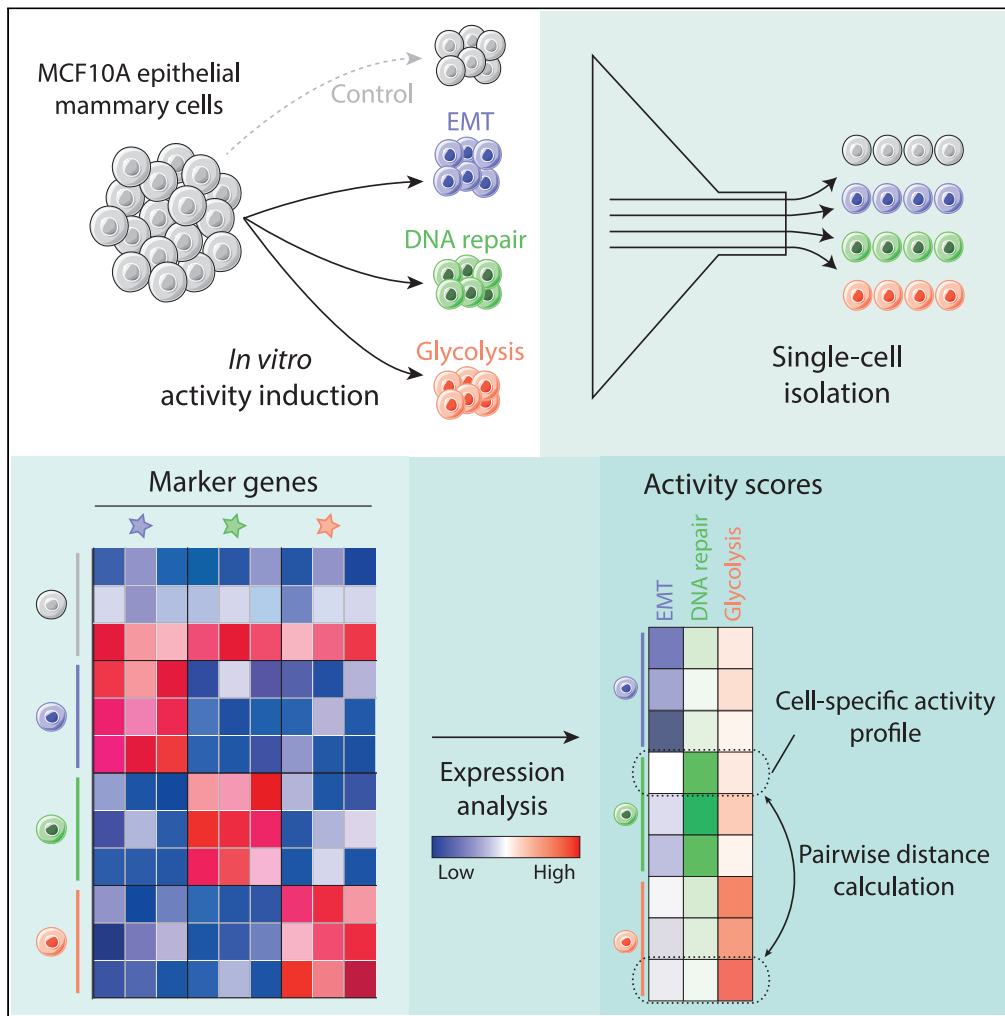 MCF10A epithelial
mammary cells
Control
EMT
DNA repair
Glycolysis
In vitro
activity induction
Single-cell
isolation
Marker genes
Expression
analysis
Low
High
Activity scores
EMT
DNA repair
Glycolysis
Cell-specific activity
profile
Pairwise distance
calculation